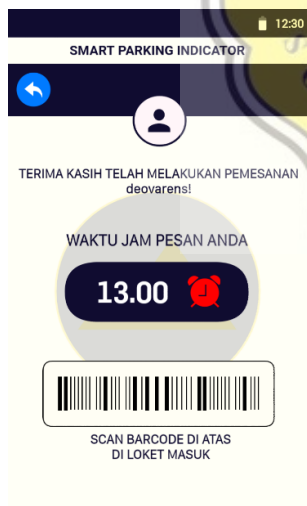 12:30
SMART PARKING INDICATOR
TERIMA KASIH TELAH MELAKUKAN PEMESANAN
deovarens!
WAKTU JAM PESAN ANDA
13.00
SCAN BARCODE DI ATAS
DI LOKET MASUK